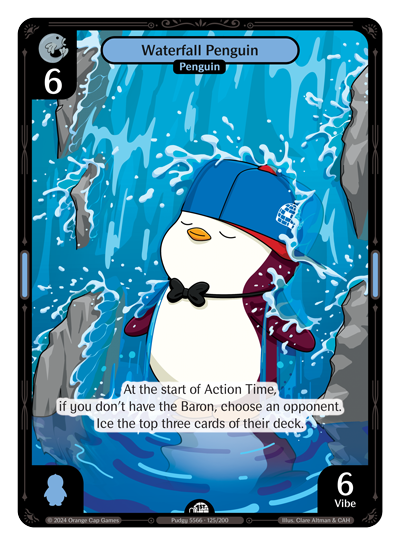 Waterfall Penguin
Penguin
6
At the start of Action Time,
if you don't have the Baron, choose an opponent.
Ice the top three cards of their deck.
6
Vibe
© 2024 Orange Cap Games
Pudgy 5566 · 125/200
Illus. Clare Altman & CAH